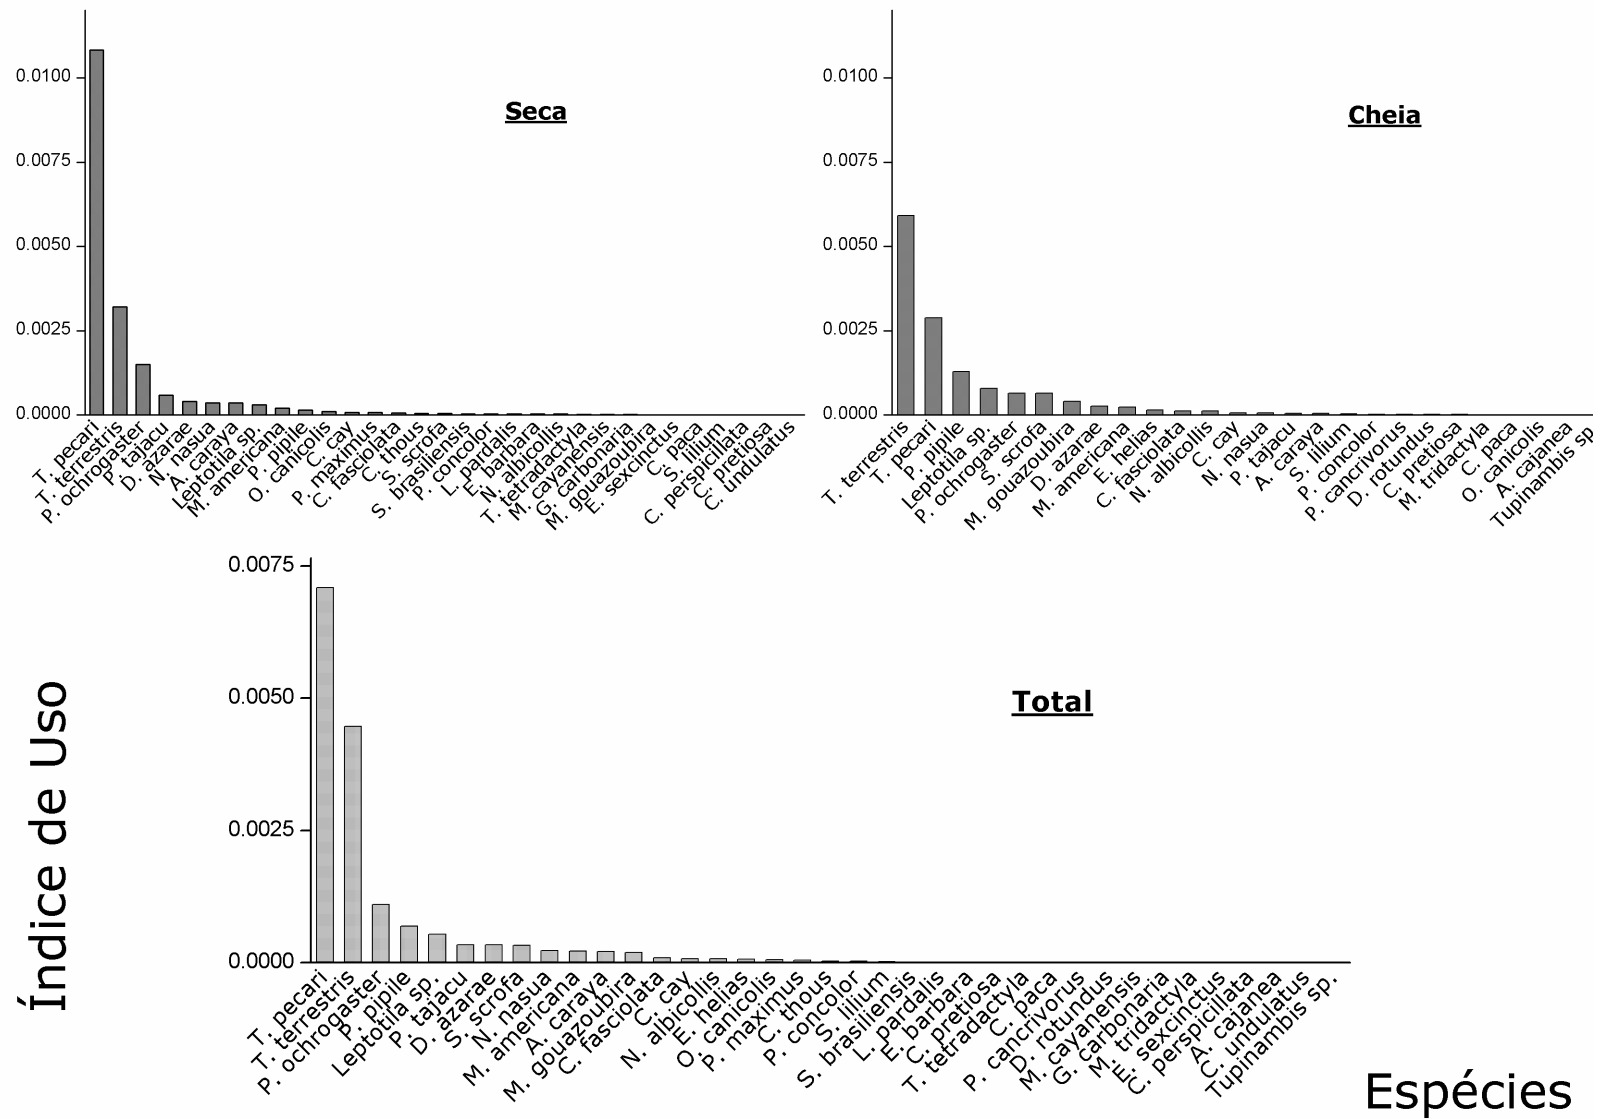 Seca
0.0100
0.0075
0.0050
0.0025
0.0000
T. pecari
T. terrestris
P. ochrogaster
P. tajacu
D. azarae
N. nasua
A. caraya
Leptotila sp.
M. americana
P. pipile
O. canicolis
C. cay
P. maximus
C. fasciolata
C. thous
S. scrofa
S. brasiliensis
P. concolor
L. pardalis
E. barbara
N. albicollis
T. tetradactyla
M. cayanensis
G. carbonaria
M. gouazoubira
E. sexcinctus
C. paca
S. lilium
C. perspicillata
C. pretiosa
C. undulatus
Cheia
0.0100
0.0075
0.0050
0.0025
0.0000
T. terrestris
T. pecari
P. pipile
Leptotila sp.
P. ochrogaster
S. scrofa
M. gouazoubira
D. azarae
M. americana
E. helias
C. fasciolata
N. albicollis
C. cay
N. nasua
P. tajacu
A. caraya
S. lilium
P. concolor
P. cancrivorus
D. rotundus
C. pretiosa
M. tridactyla
C. paca
O. canicolis
A. cajanea
Tupinambis sp
Total
0.0075
0.0050
0.0025
0.0000
T. pecari
T. terrestris
P. ochrogaster
P. pipile
Leptotila sp.
P. tajacu
D. azarae
S. scrofa
N. nasua
M. americana
A. caraya
M. gouazoubira
C. fasciolata
C. cay
N. albicollis
E. helias
O. canicolis
P. maximus
C. thous
P. concolor
S. lilium
S. brasiliensis
L. pardalis
E. barbara
C. pretiosa
T. tetradactyla
C. paca
P. cancrivorus
D. rotundus
M. cayanensis
G. carbonaria
M. tridactyla
E. sexcinctus
C. perspicillata
A. cajanea
C. undulatus
Tupinambis sp.
Índice de Uso
Espécies